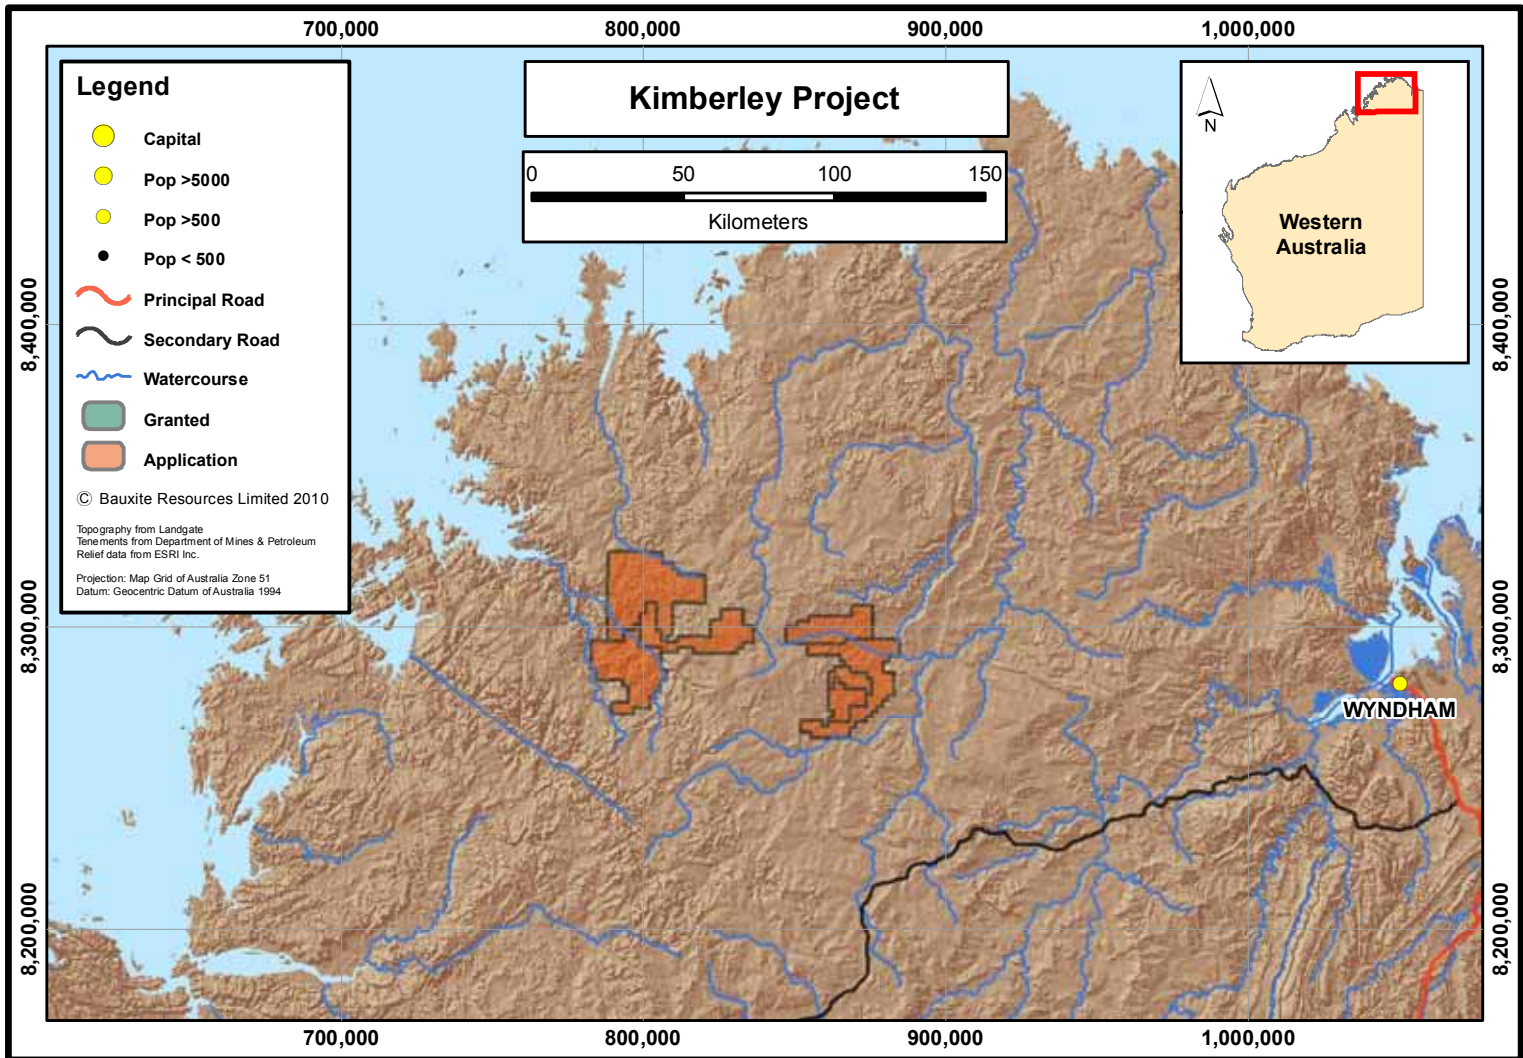 700,000 800,000 900,000 1,000,000
Legend
Capital
Pop >5000
Pop >500
Pop < 500
Principal Road
Secondary Road
Watercourse
Granted
Application
© Bauxite Resources Limited 2010
Topography from Landgate
Tenements from Department of Mines & Petroleum
Relief data from ESRI Inc.
Projection: Map Grid of Australia Zone 51
Datum: Geocentric Datum of Australia 1994
Kimberley Project
0 50 100 150
Kilometers
N
Western
Australia
8,400,000 8,400,000
8,300,000 8,300,000
WYNDHAM
8,200,000 8,200,000
700,000 800,000 900,000 1,000,000